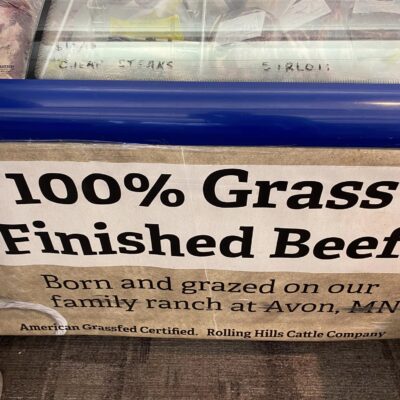 CHEAP STEAKS SIRLOIN
100% Grass
Finished Beef
Born and grazed on our
family ranch at Avon, MN
American Grassfed Certified. Rolling Hills Cattle Company